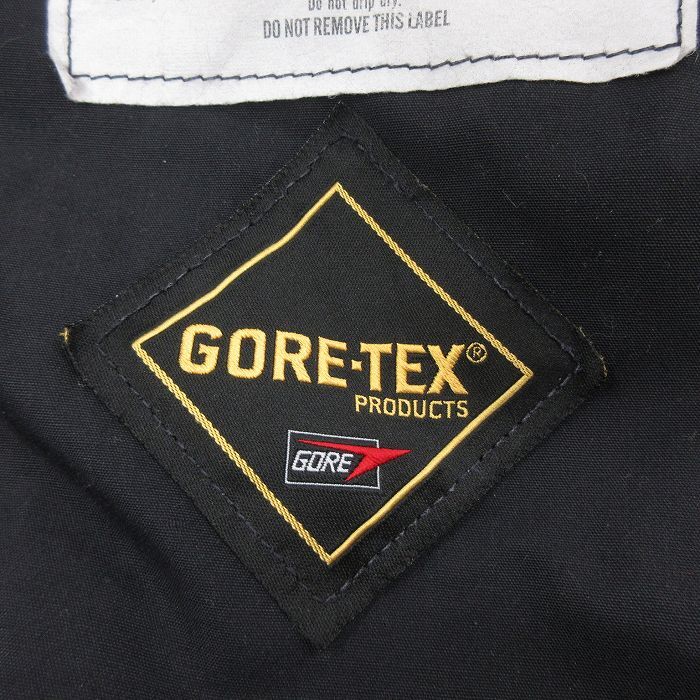 Do not drip dry.
DO NOT REMOVE THIS LABEL
GORE-TEX®
PRODUCTS
GORE